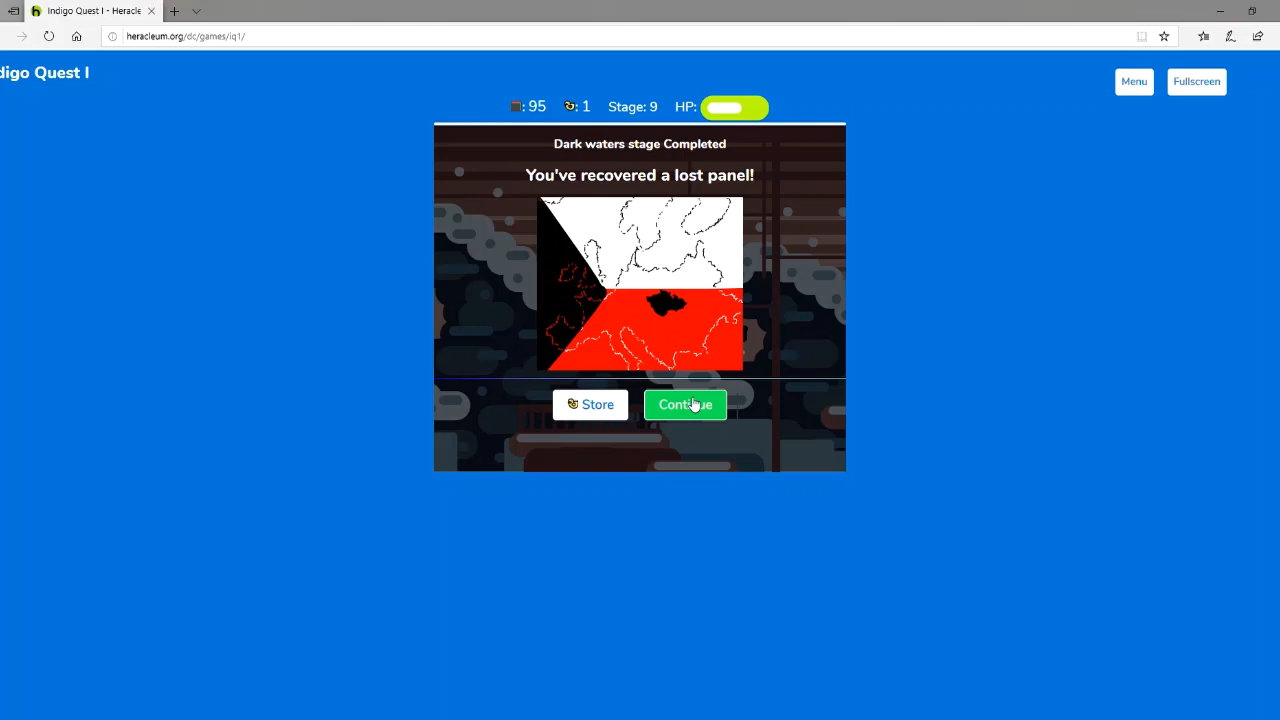 Indigo Quest I - Heracle
heracleum.org/dc/games/iq1/
digo Quest I
Menu
Fullscreen
: 95 : 1 Stage: 9 HP:
Dark waters stage Completed
You've recovered a lost panel!
Store
Continue